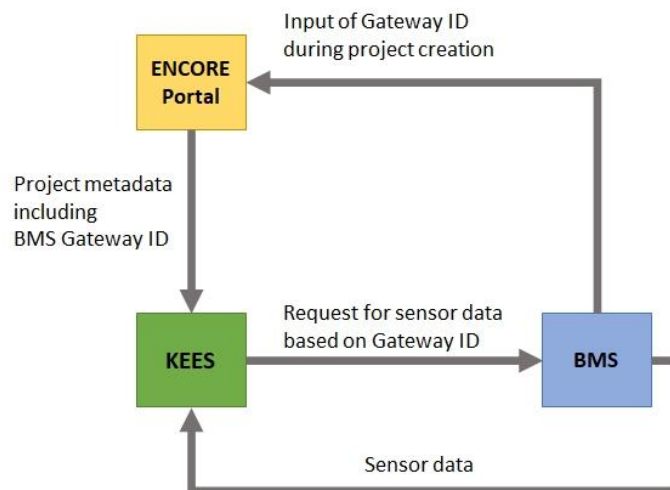 Input of Gateway ID
during project creation
ENCORE
Portal
Project metadata
including
BMS Gateway ID
Request for sensor data
based on Gateway ID
KEES
BMS
Sensor data